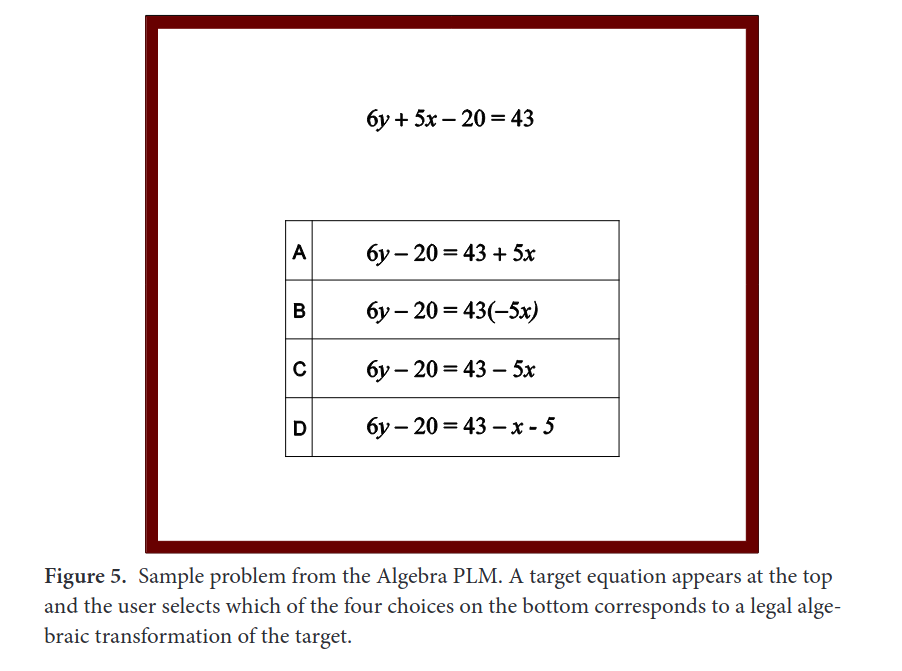 6y + 5x – 20 = 43
A 6y – 20 = 43 + 5x
B 6y – 20 = 43(–5x)
C 6y – 20 = 43 – 5x
D 6y – 20 = 43 – x - 5
Figure 5. Sample problem from the Algebra PLM. A target equation appears at the top
and the user selects which of the four choices on the bottom corresponds to a legal alge-
braic transformation of the target.